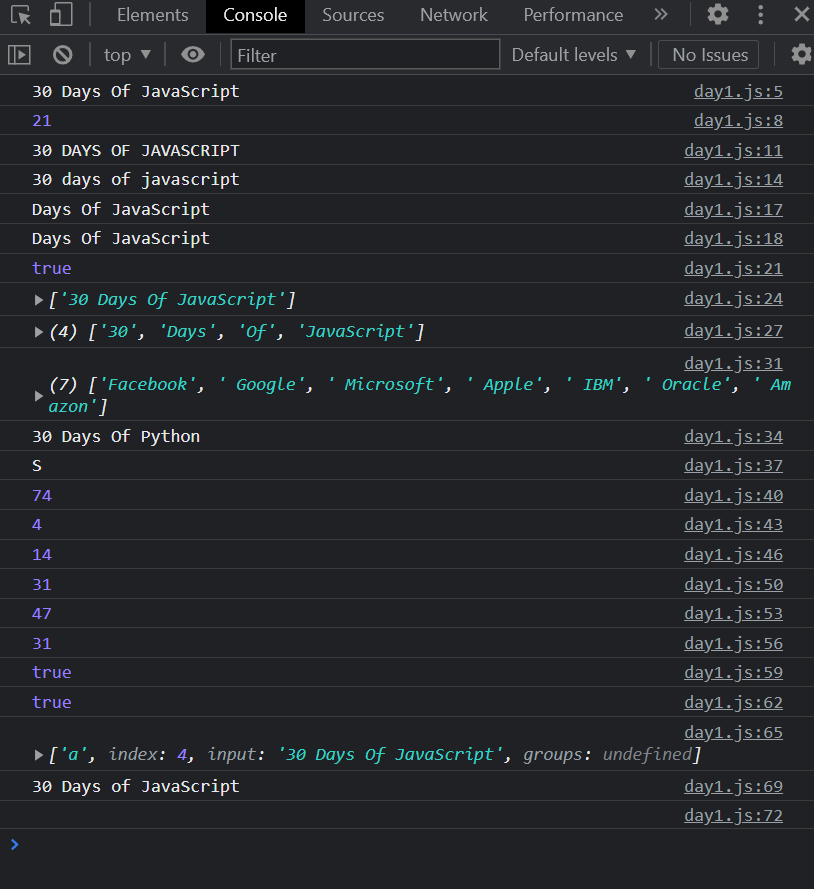 Elements Console Sources Network Performance
top Filter Default levels No Issues
30 Days Of JavaScript day1.js:5
21 day1.js:8
30 DAYS OF JAVASCRIPT day1.js:11
30 days of javascript day1.js:14
Days Of JavaScript day1.js:17
Days Of JavaScript day1.js:18
true day1.js:21
['30 Days Of JavaScript'] day1.js:24
(4) ['30', 'Days', 'Of', 'JavaScript'] day1.js:27
day1.js:31
(7) ['Facebook', ' Google', ' Microsoft', ' Apple', ' IBM', ' Oracle', ' Am
azon']
30 Days Of Python day1.js:34
S day1.js:37
74 day1.js:40
4 day1.js:43
14 day1.js:46
31 day1.js:50
47 day1.js:53
31 day1.js:56
true day1.js:59
true day1.js:62
day1.js:65
['a', index: 4, input: '30 Days Of JavaScript', groups: undefined]
30 Days of JavaScript day1.js:69
day1.js:72